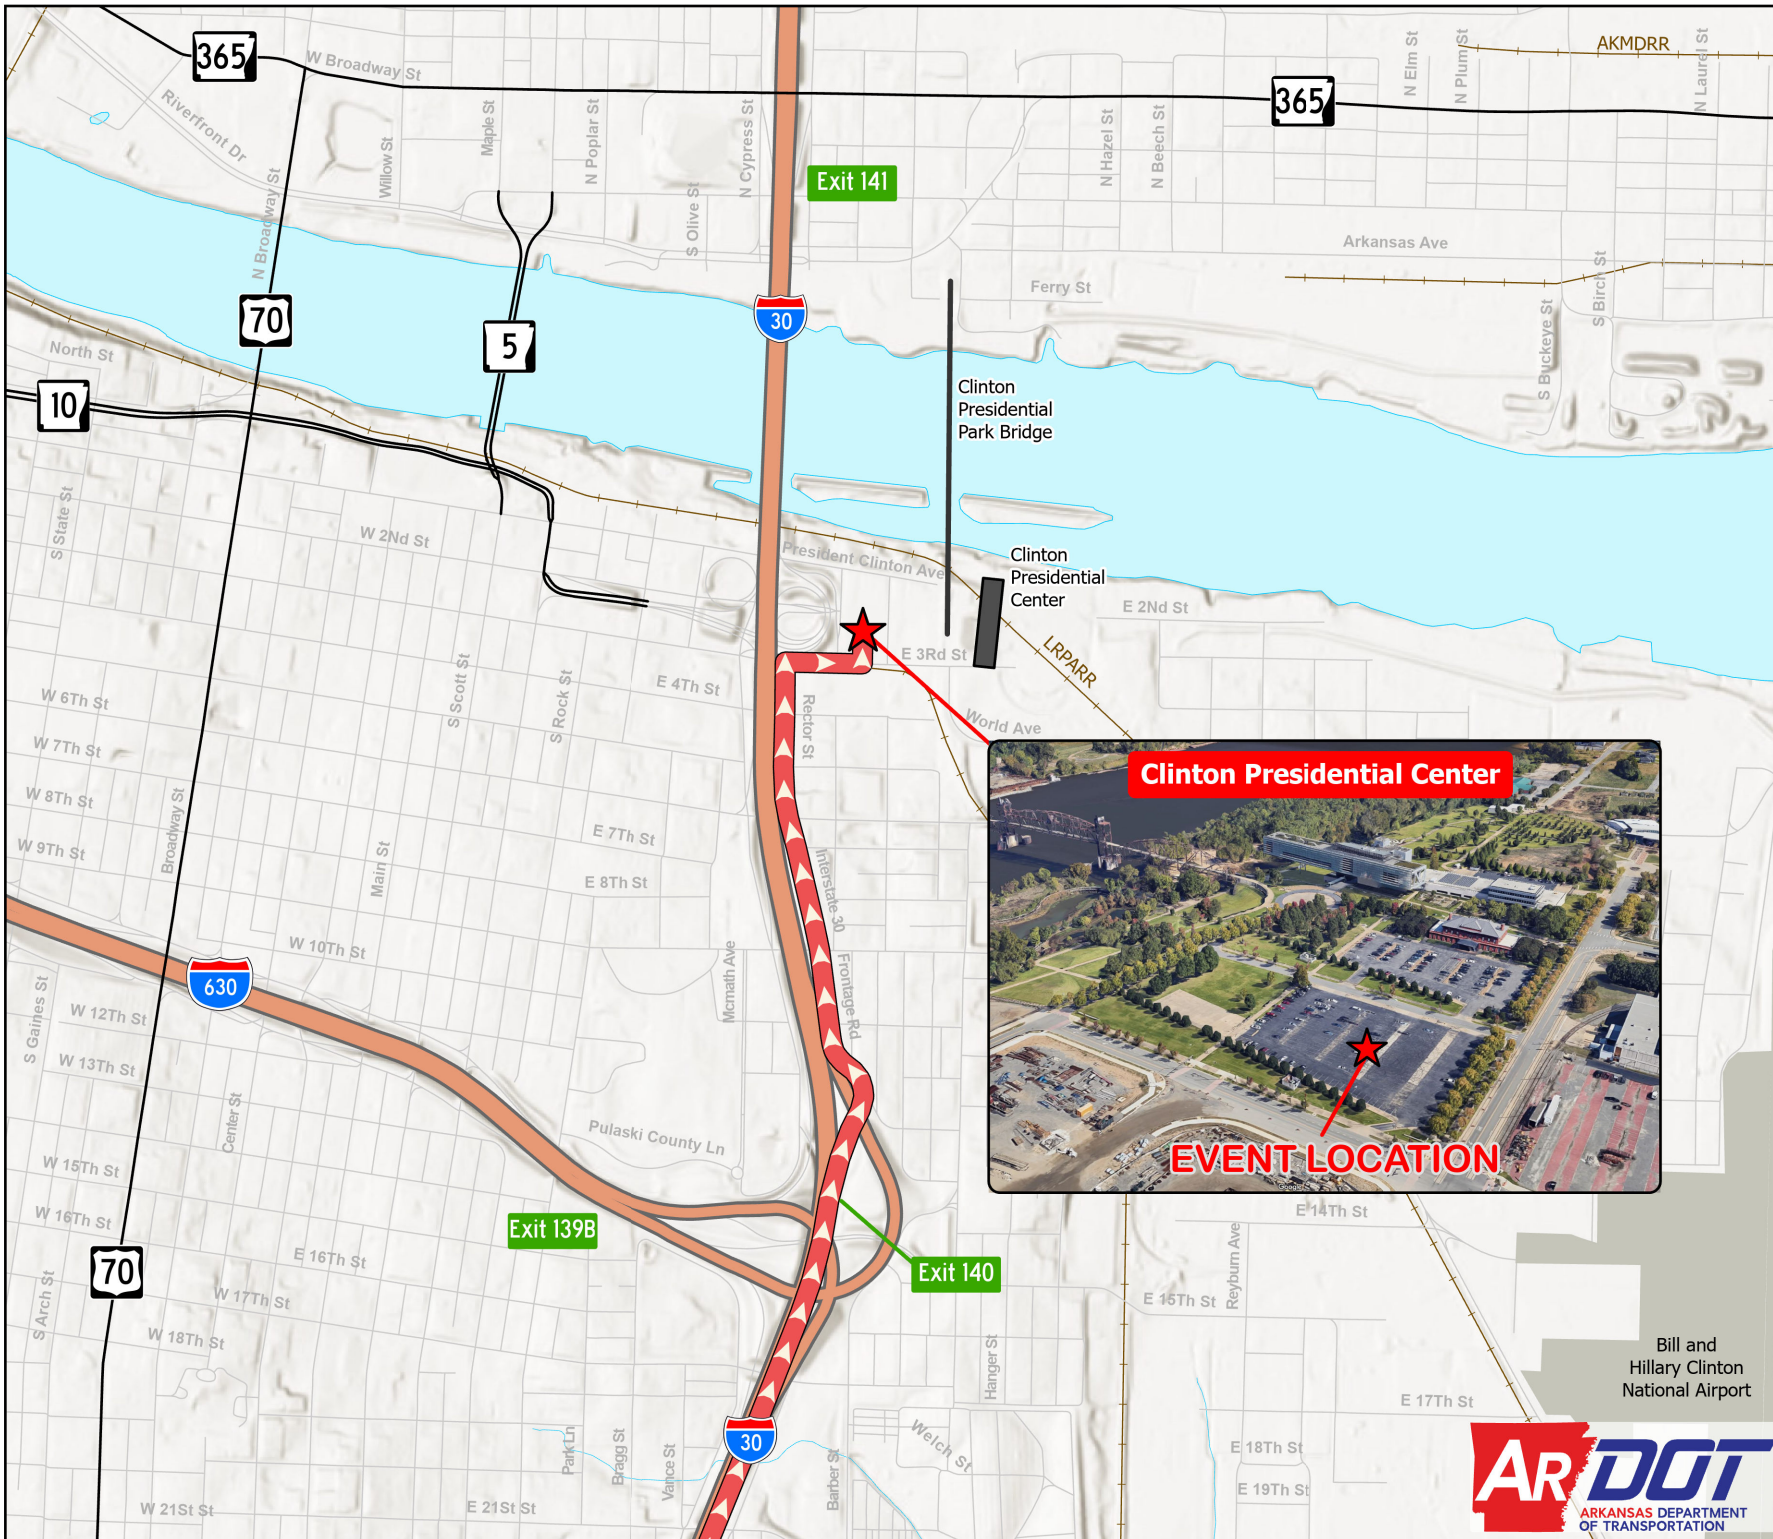 365
W Broadway St
Riverfront Dr
N Broadway St
Willow St
Maple St
N Poplar St
S Olive St
N Cypress St
Exit 141
365
N Elm St
N Plum St
AKMDRR
N Laurel St
N Hazel St
N Beech St
Arkansas Ave
Ferry St
S Buckeye St
S Birch St
70
5
30
North St
10
Clinton
Presidential
Park Bridge
S State St
W 2Nd St
President Clinton Ave
Clinton
Presidential
Center
E 2Nd St
E 3Rd St
LRPARR
E 4Th St
W 6Th St
W 7Th St
W 8Th St
W 9Th St
S Scott St
S Rock St
Rector St
World Ave
Broadway St
Main St
E 7Th St
E 8Th St
Interstate 30
Frontage Rd
Clinton Presidential Center
EVENT LOCATION
Google
W 10Th St
630
Mcmath Ave
S Gaines St
W 12Th St
W 13Th St
Center St
Pulaski County Ln
W 15Th St
W 16Th St
E 16Th St
Exit 139B
Exit 140
70
S Arch St
W 17Th St
W 18Th St
E 14Th St
Reyburn Ave
E 15Th St
Hanger St
Bill and
Hillary Clinton
National Airport
E 17Th St
30
Park Ln
Bragg St
Vance St
Barber St
Welch St
E 18Th St
E 19Th St
W 21St St
E 21St St
ARDOT
ARKANSAS DEPARTMENT
OF TRANSPORTATION